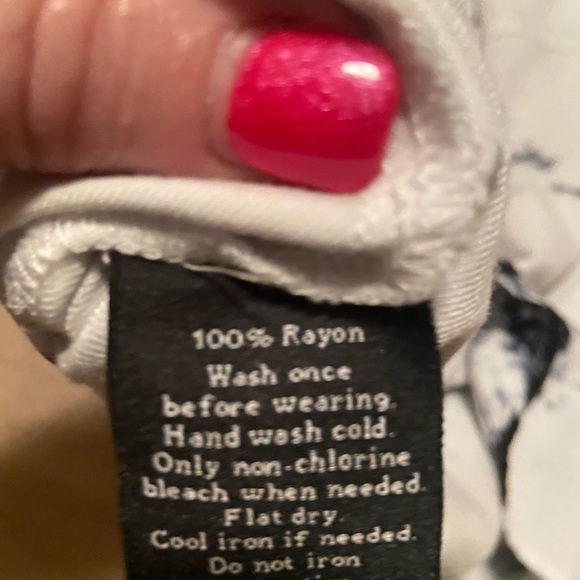 100% Rayon
Wash once
before wearing.
Hand wash cold.
Only non-chlorine
bleach when needed.
Flat dry.
Cool iron if needed.
Do not iron